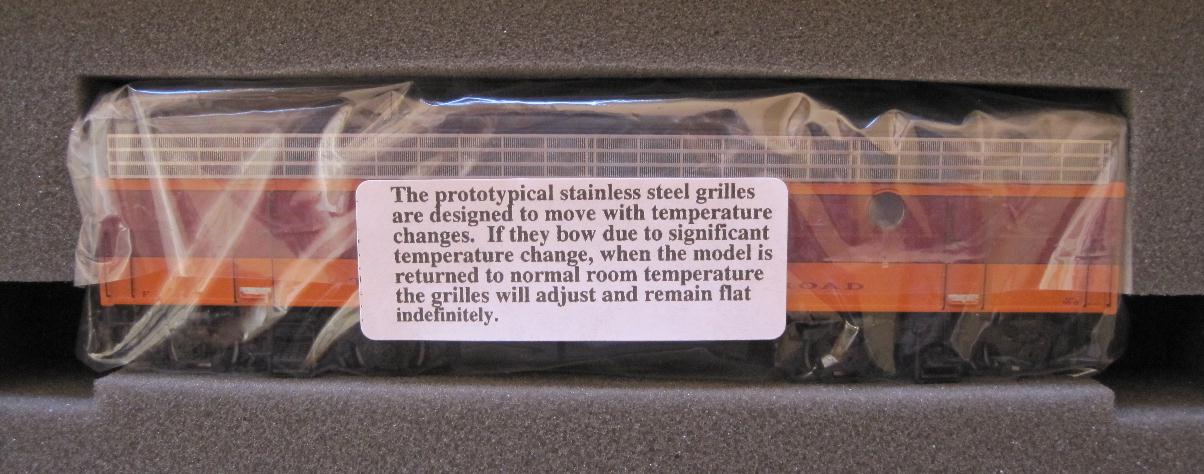 The prototypical stainless steel grilles
are designed to move with temperature
changes. If they bow due to significant
temperature change, when the model is
returned to normal room temperature
the grilles will adjust and remain flat
indefinitely.
OAD